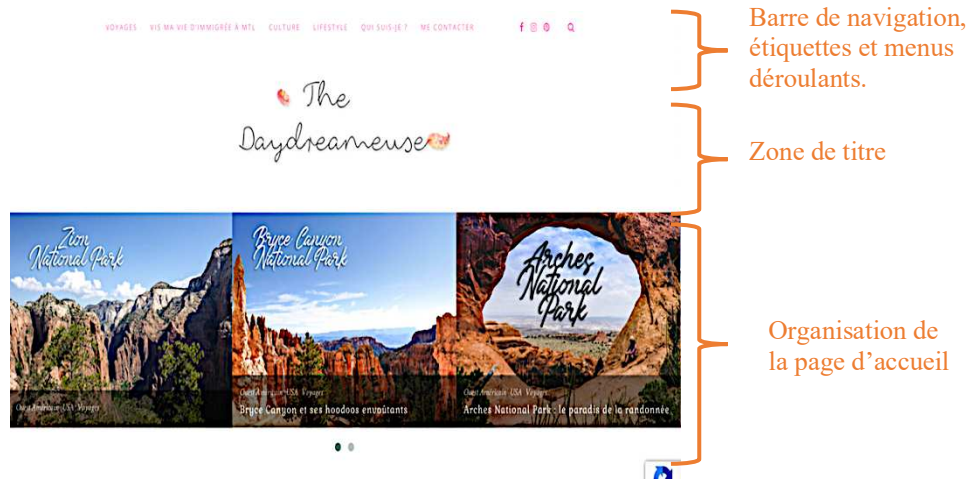 VOYAGES VIS MA VIE D'IMMIGRÉE À MTL CULTURE LIFESTYLE QUI SUIS-JE ? ME CONTACTER
Barre de navigation,
étiquettes et menus
déroulants.
The
Daydreameuse
Zone de titre
Zion
National Park
Bryce Canyon
National Park
Arches
National
Park
Organisation de
la page d'accueil
Ouest Américain USA Voyages
Ouest Américain USA Voyages
Bryce Canyon et ses hoodoos envoûtants
Ouest Américain USA Voyages
Arches National Park : le paradis de la randonnée